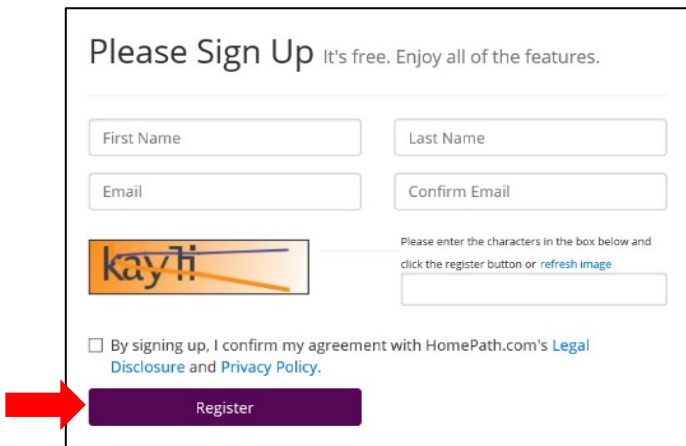 Please Sign Up It's free. Enjoy all of the features.
First Name
Last Name
Email
Confirm Email
Please enter the characters in the box below and
click the register button or refresh image
By signing up, I confirm my agreement with HomePath.com's Legal
Disclosure and Privacy Policy.
Register